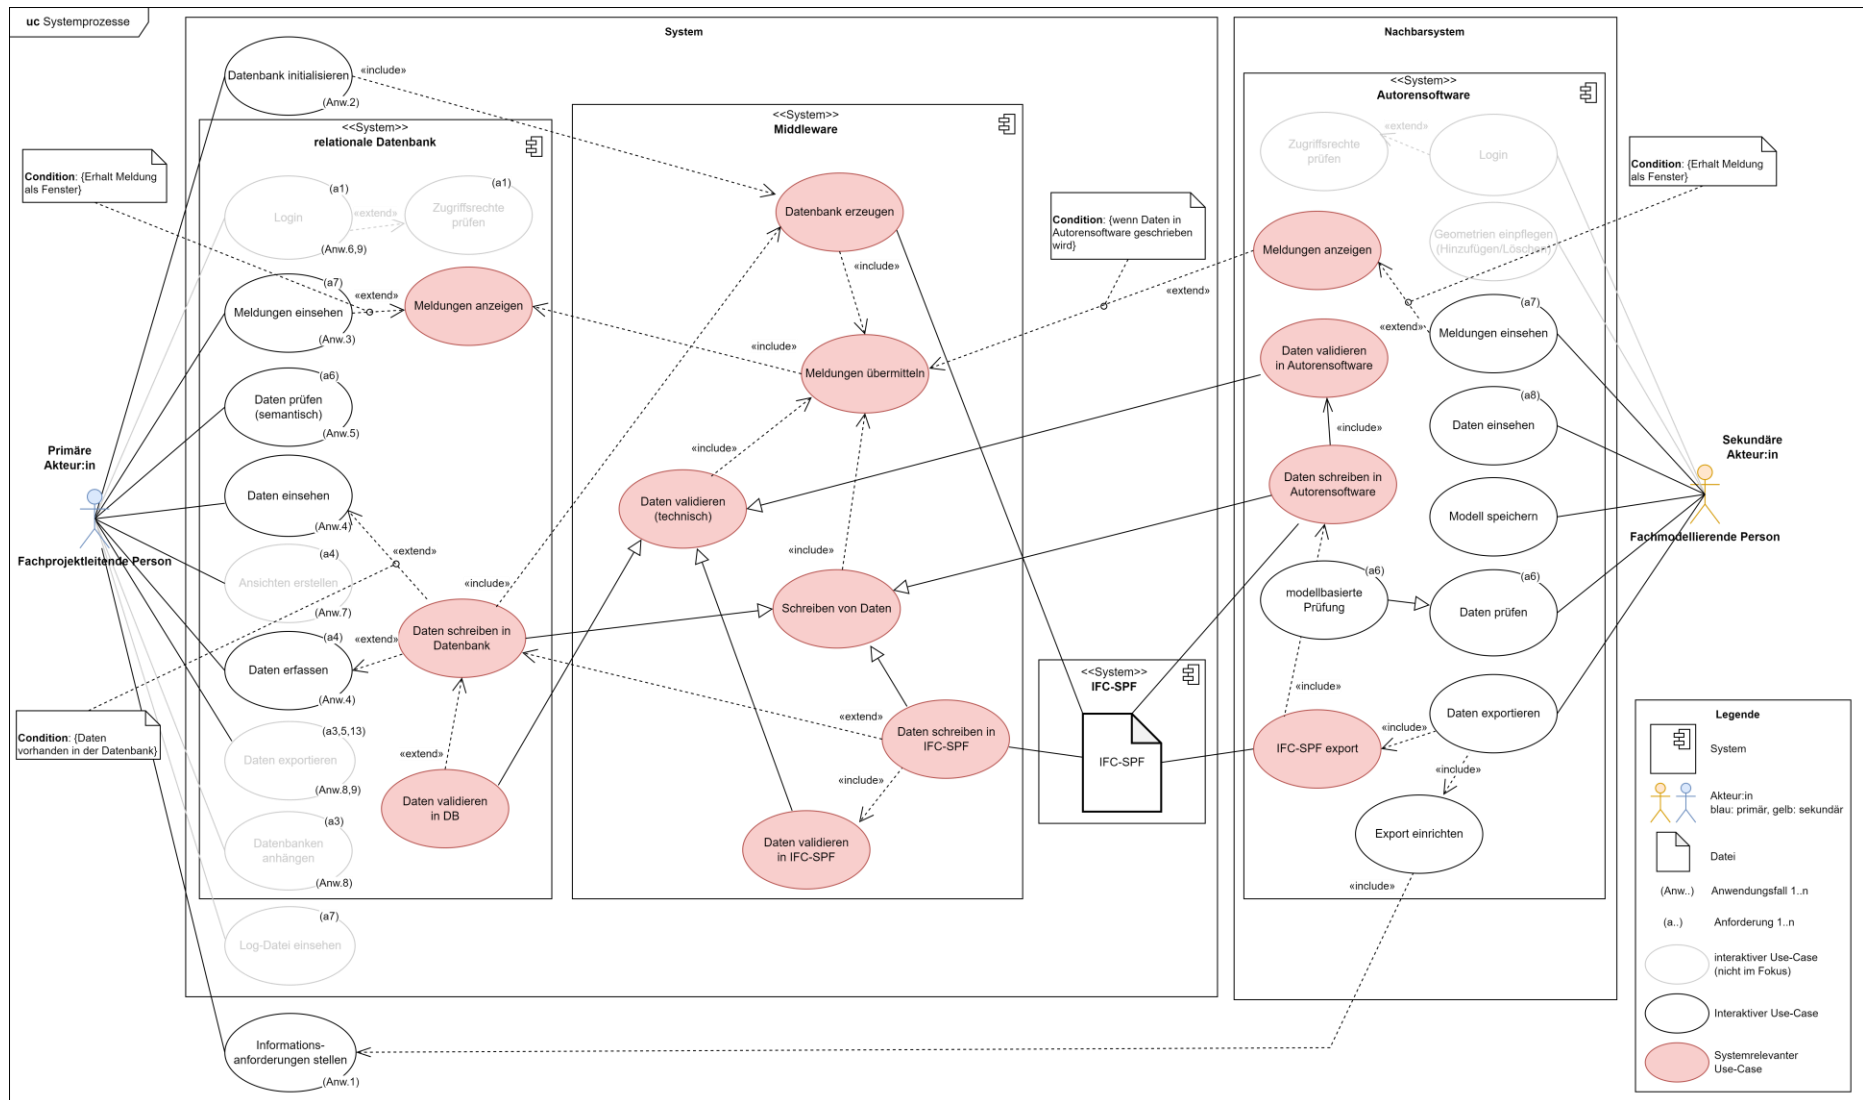 uc Systemprozesse
System
Nachbarsystem
Datenbank initialisieren
(Anw.2)
«include»
<<System>>
relationale Datenbank
<<System>>
Middleware
<<System>>
Autorensoftware
Condition: {Erhalt Meldung
als Fenster}
Login
(a1)
(Anw.6,9)
«extend»
Zugriffsrechte
prüfen
(a1)
Meldungen einsehen
(a7)
(Anw.3)
«extend»
Meldungen anzeigen
Daten prüfen
(semantisch)
(a6)
(Anw.5)
Daten einsehen
(Anw.4)
«extend»
Ansichten erstellen
(a4)
(Anw.7)
«include»
Daten schreiben in
Datenbank
Daten erfassen
(a4)
(Anw.4)
«extend»
Daten exportieren
(a3,5,13)
(Anw.8,9)
«extend»
Daten validieren
in DB
Datenbanken
anhängen
(a3)
(Anw.8)
Log-Datei einsehen
(a7)
Informations-
anforderungen stellen
(Anw.1)
Primäre
Akteur:in
Fachprojektleitende Person
Condition: {Daten
vorhanden in der Datenbank}
Datenbank erzeugen
«include»
«include»
Meldungen übermitteln
«include»
Daten validieren
(technisch)
«include»
Schreiben von Daten
«extend»
Daten schreiben in
IFC-SPF
«include»
Daten validieren
in IFC-SPF
Condition: {wenn Daten in
Autorensoftware geschrieben
wird}
«extend»
<<System>>
IFC-SPF
IFC-SPF
Zugriffsrechte
prüfen
«extend»
Login
Geometrien einpflegen
(Hinzufügen/Löschen)
Meldungen anzeigen
«extend»
Meldungen einsehen
(a7)
Daten validieren
in Autorensoftware
«include»
Daten einsehen
(a8)
Daten schreiben in
Autorensoftware
Modell speichern
«include»
modellbasierte
Prüfung
(a6)
Daten prüfen
(a6)
«include»
IFC-SPF export
«include»
Daten exportieren
«include»
Export einrichten
«include»
Condition: {Erhalt Meldung
als Fenster}
Sekundäre
Akteur:in
Fachmodellierende Person
Legende
System
Akteur:in
blau: primär, gelb: sekundär
Datei
(Anw..) Anwendungsfall 1..n
(a..) Anforderung 1..n
interaktiver Use-Case
(nicht im Fokus)
Interaktiver Use-Case
Systemrelevanter
Use-Case